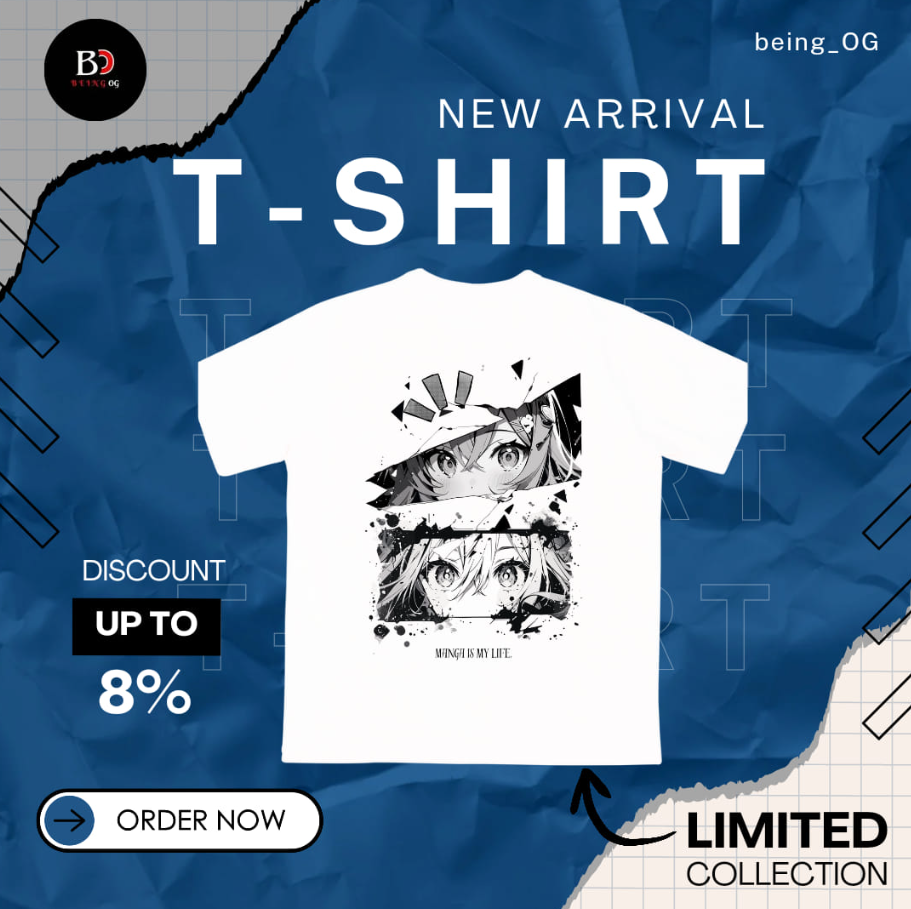 BO
BEING OG
being_OG
NEW ARRIVAL
T-SHIRT
MANGA IS MY LIFE.
DISCOUNT
UP TO
8%
ORDER NOW
LIMITED
COLLECTION